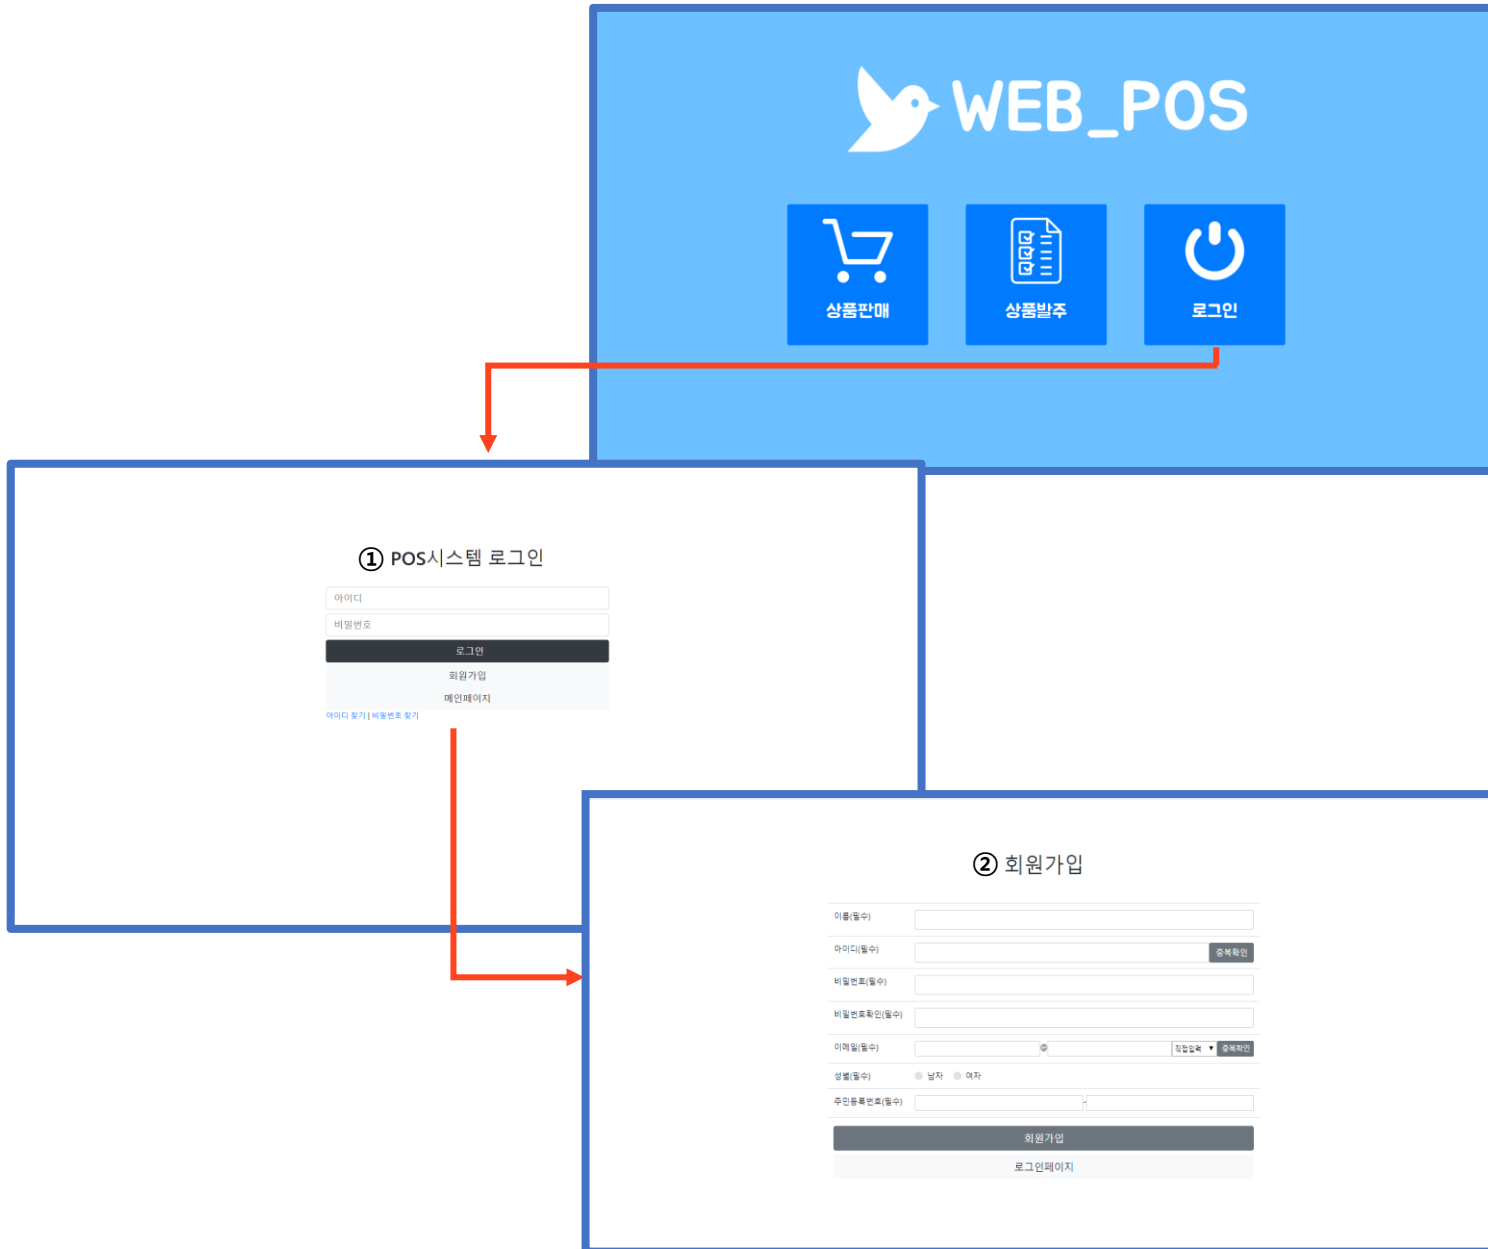 WEB_POS
상품판매
상품발주
로그인
① POS시스템 로그인
아이디
비밀번호
로그인
회원가입
메인페이지
아이디 찾기 | 비밀번호 찾기
② 회원가입
이름(필수)
아이디(필수) 중복확인
비밀번호(필수)
비밀번호확인(필수)
이메일(필수) @ 직접입력 ▼ 중복확인
성별(필수) 남자 여자
주민등록번호(필수) -
회원가입
로그인페이지